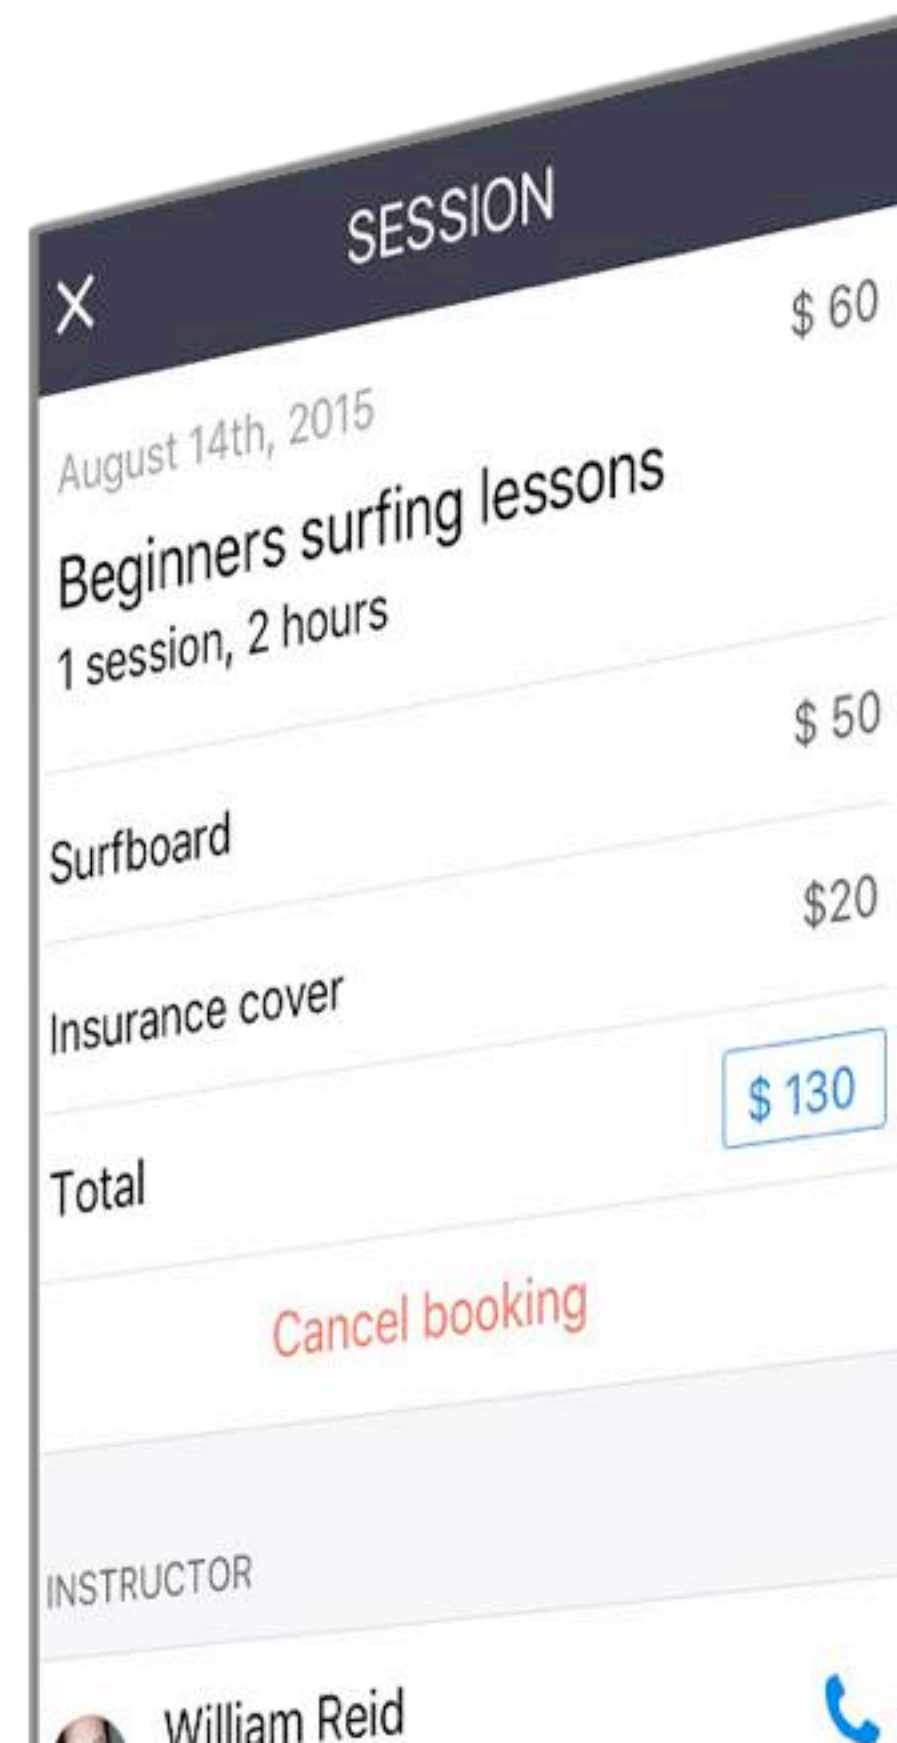 X SESSION
August 14th, 2015 $ 60
Beginners surfing lessons
1 session, 2 hours
Surfboard $ 50
Insurance cover $20
Total $ 130
Cancel booking
INSTRUCTOR
William Reid